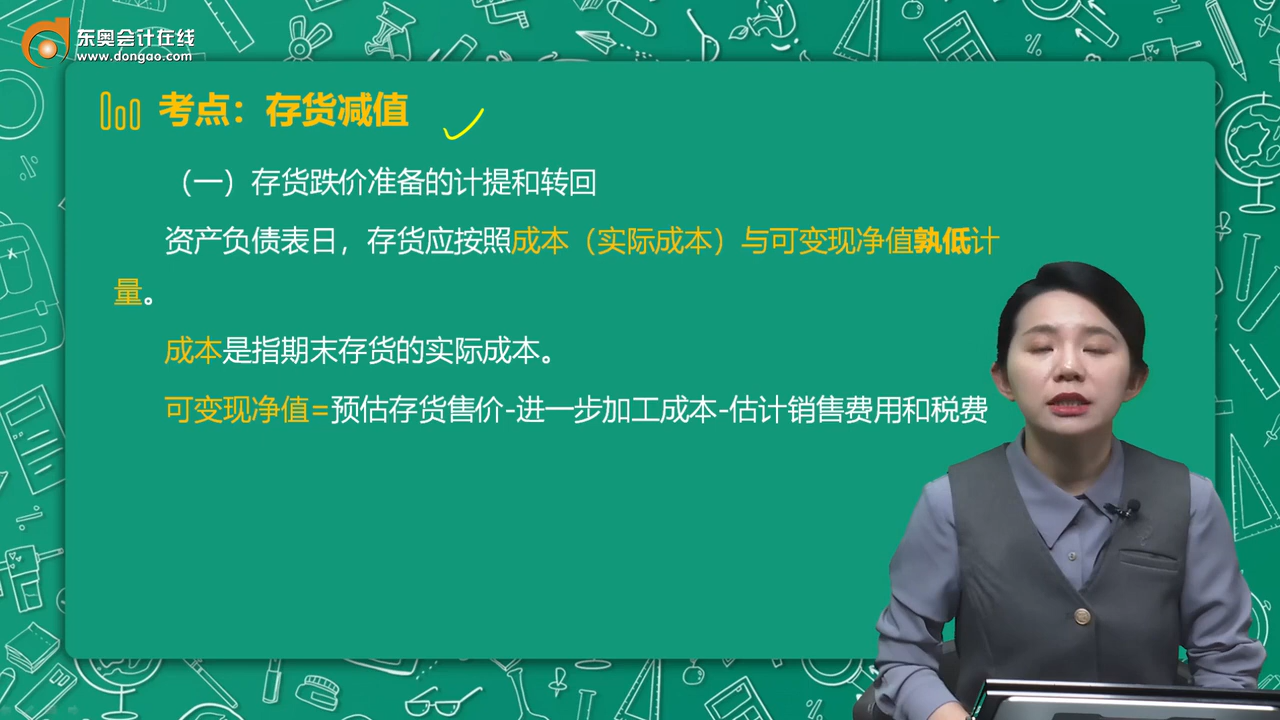 东奥会计在线
www.dongao.com
考点：存货减值
（一）存货跌价准备的计提和转回
资产负债表日，存货应按照成本（实际成本）与可变现净值孰低计
量。
成本是指期末存货的实际成本。
可变现净值=预估存货售价-进一步加工成本-估计销售费用和税费